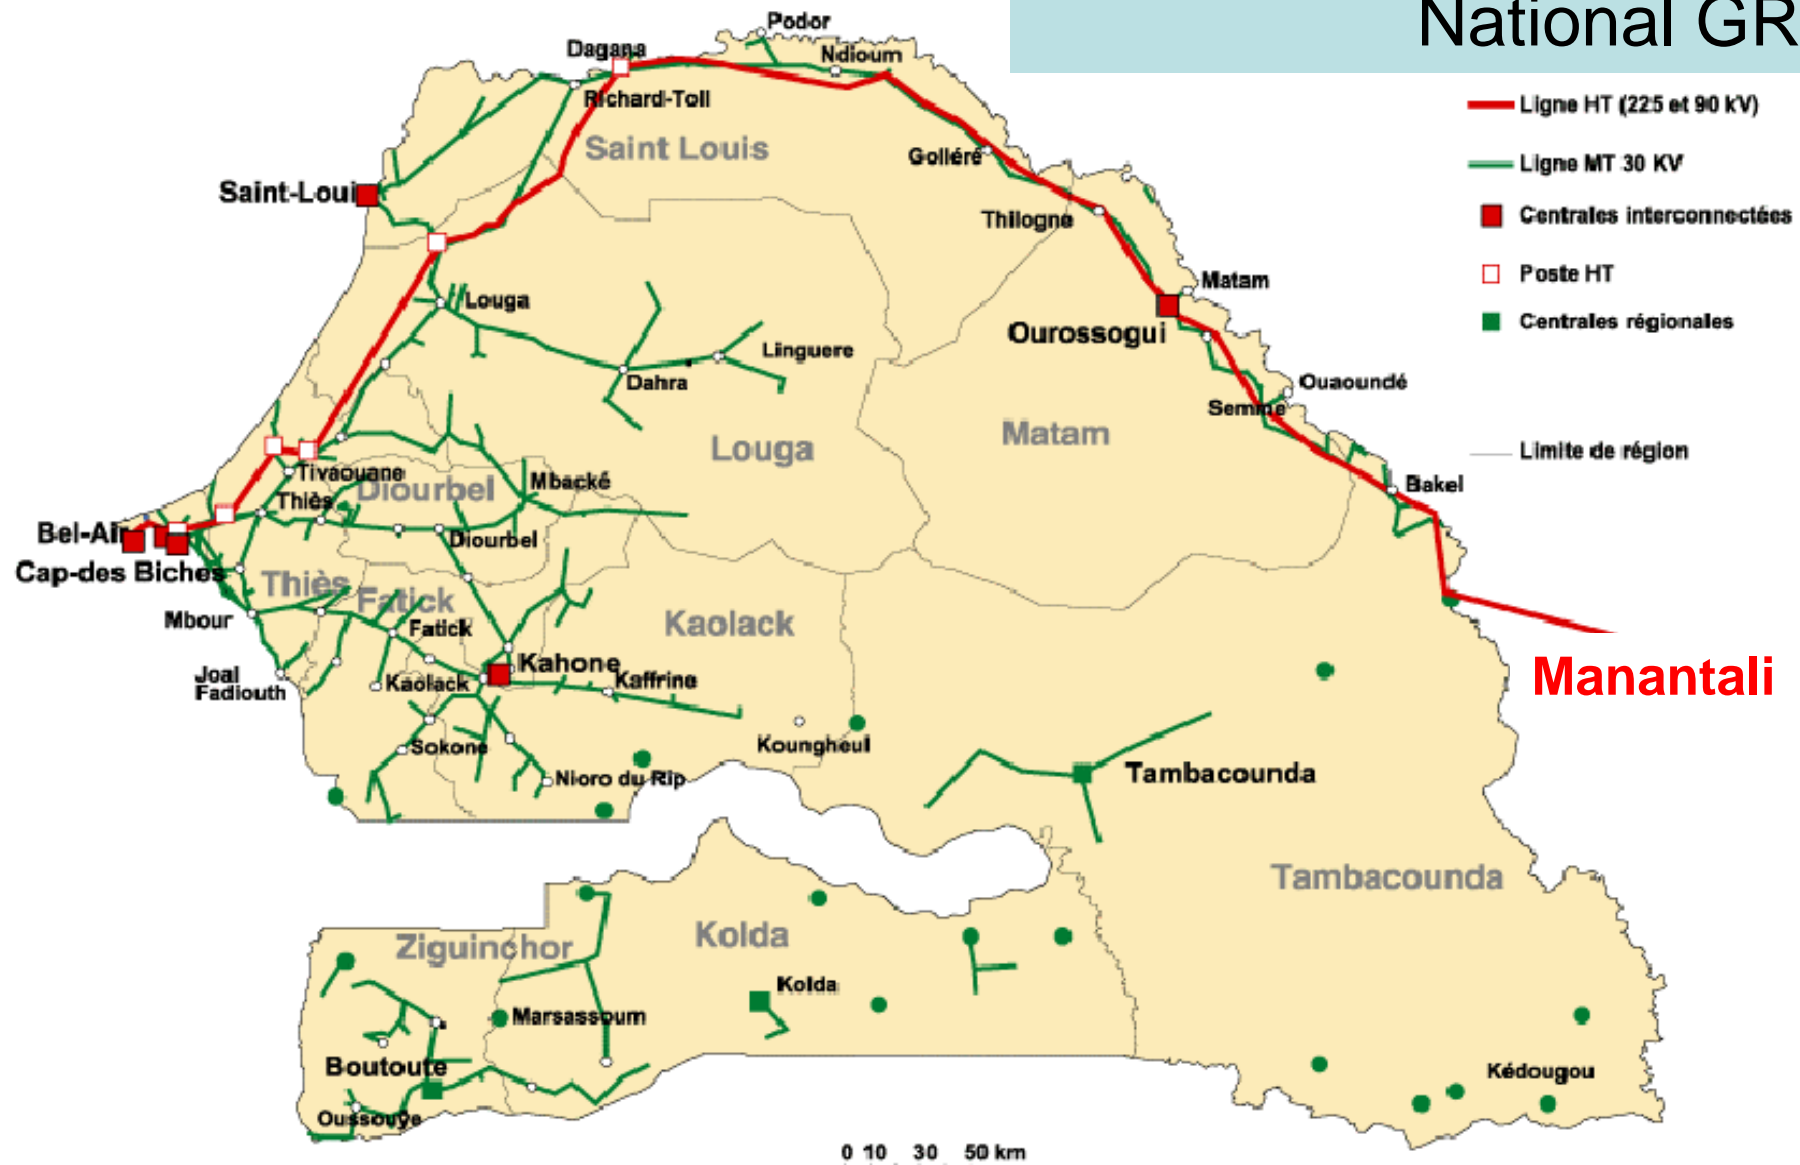 National GR
Podor
Dagana
Ndioum
Richard-Toll
Ligne HT (225 et 90 kV)
Saint Louis
Golléré
Ligne MT 30 KV
Saint-Loui
Thilogne
Centrales interconnectées
Matam
Poste HT
Louga
Ourossogui
Centrales régionales
Linguere
Dahra
Ouaoundé
Semme
Louga
Matam
Limite de région
Tivaouane
Diourbel
Mbacké
Bakel
Thiès
Bel-Air
Diourbel
Cap-des Biches
Thiès
Fatick
Mbour
Fatick
Kaolack
Kahone
Manantali
Joal
Fadiouth
Kaolack
Kaffrine
Sokone
Koungheul
Nioro du Rip
Tambacounda
Tambacounda
Ziguinchor
Kolda
Kolda
Marsassoum
Boutoute
Kédougou
Oussouye
0 10 30 50 km